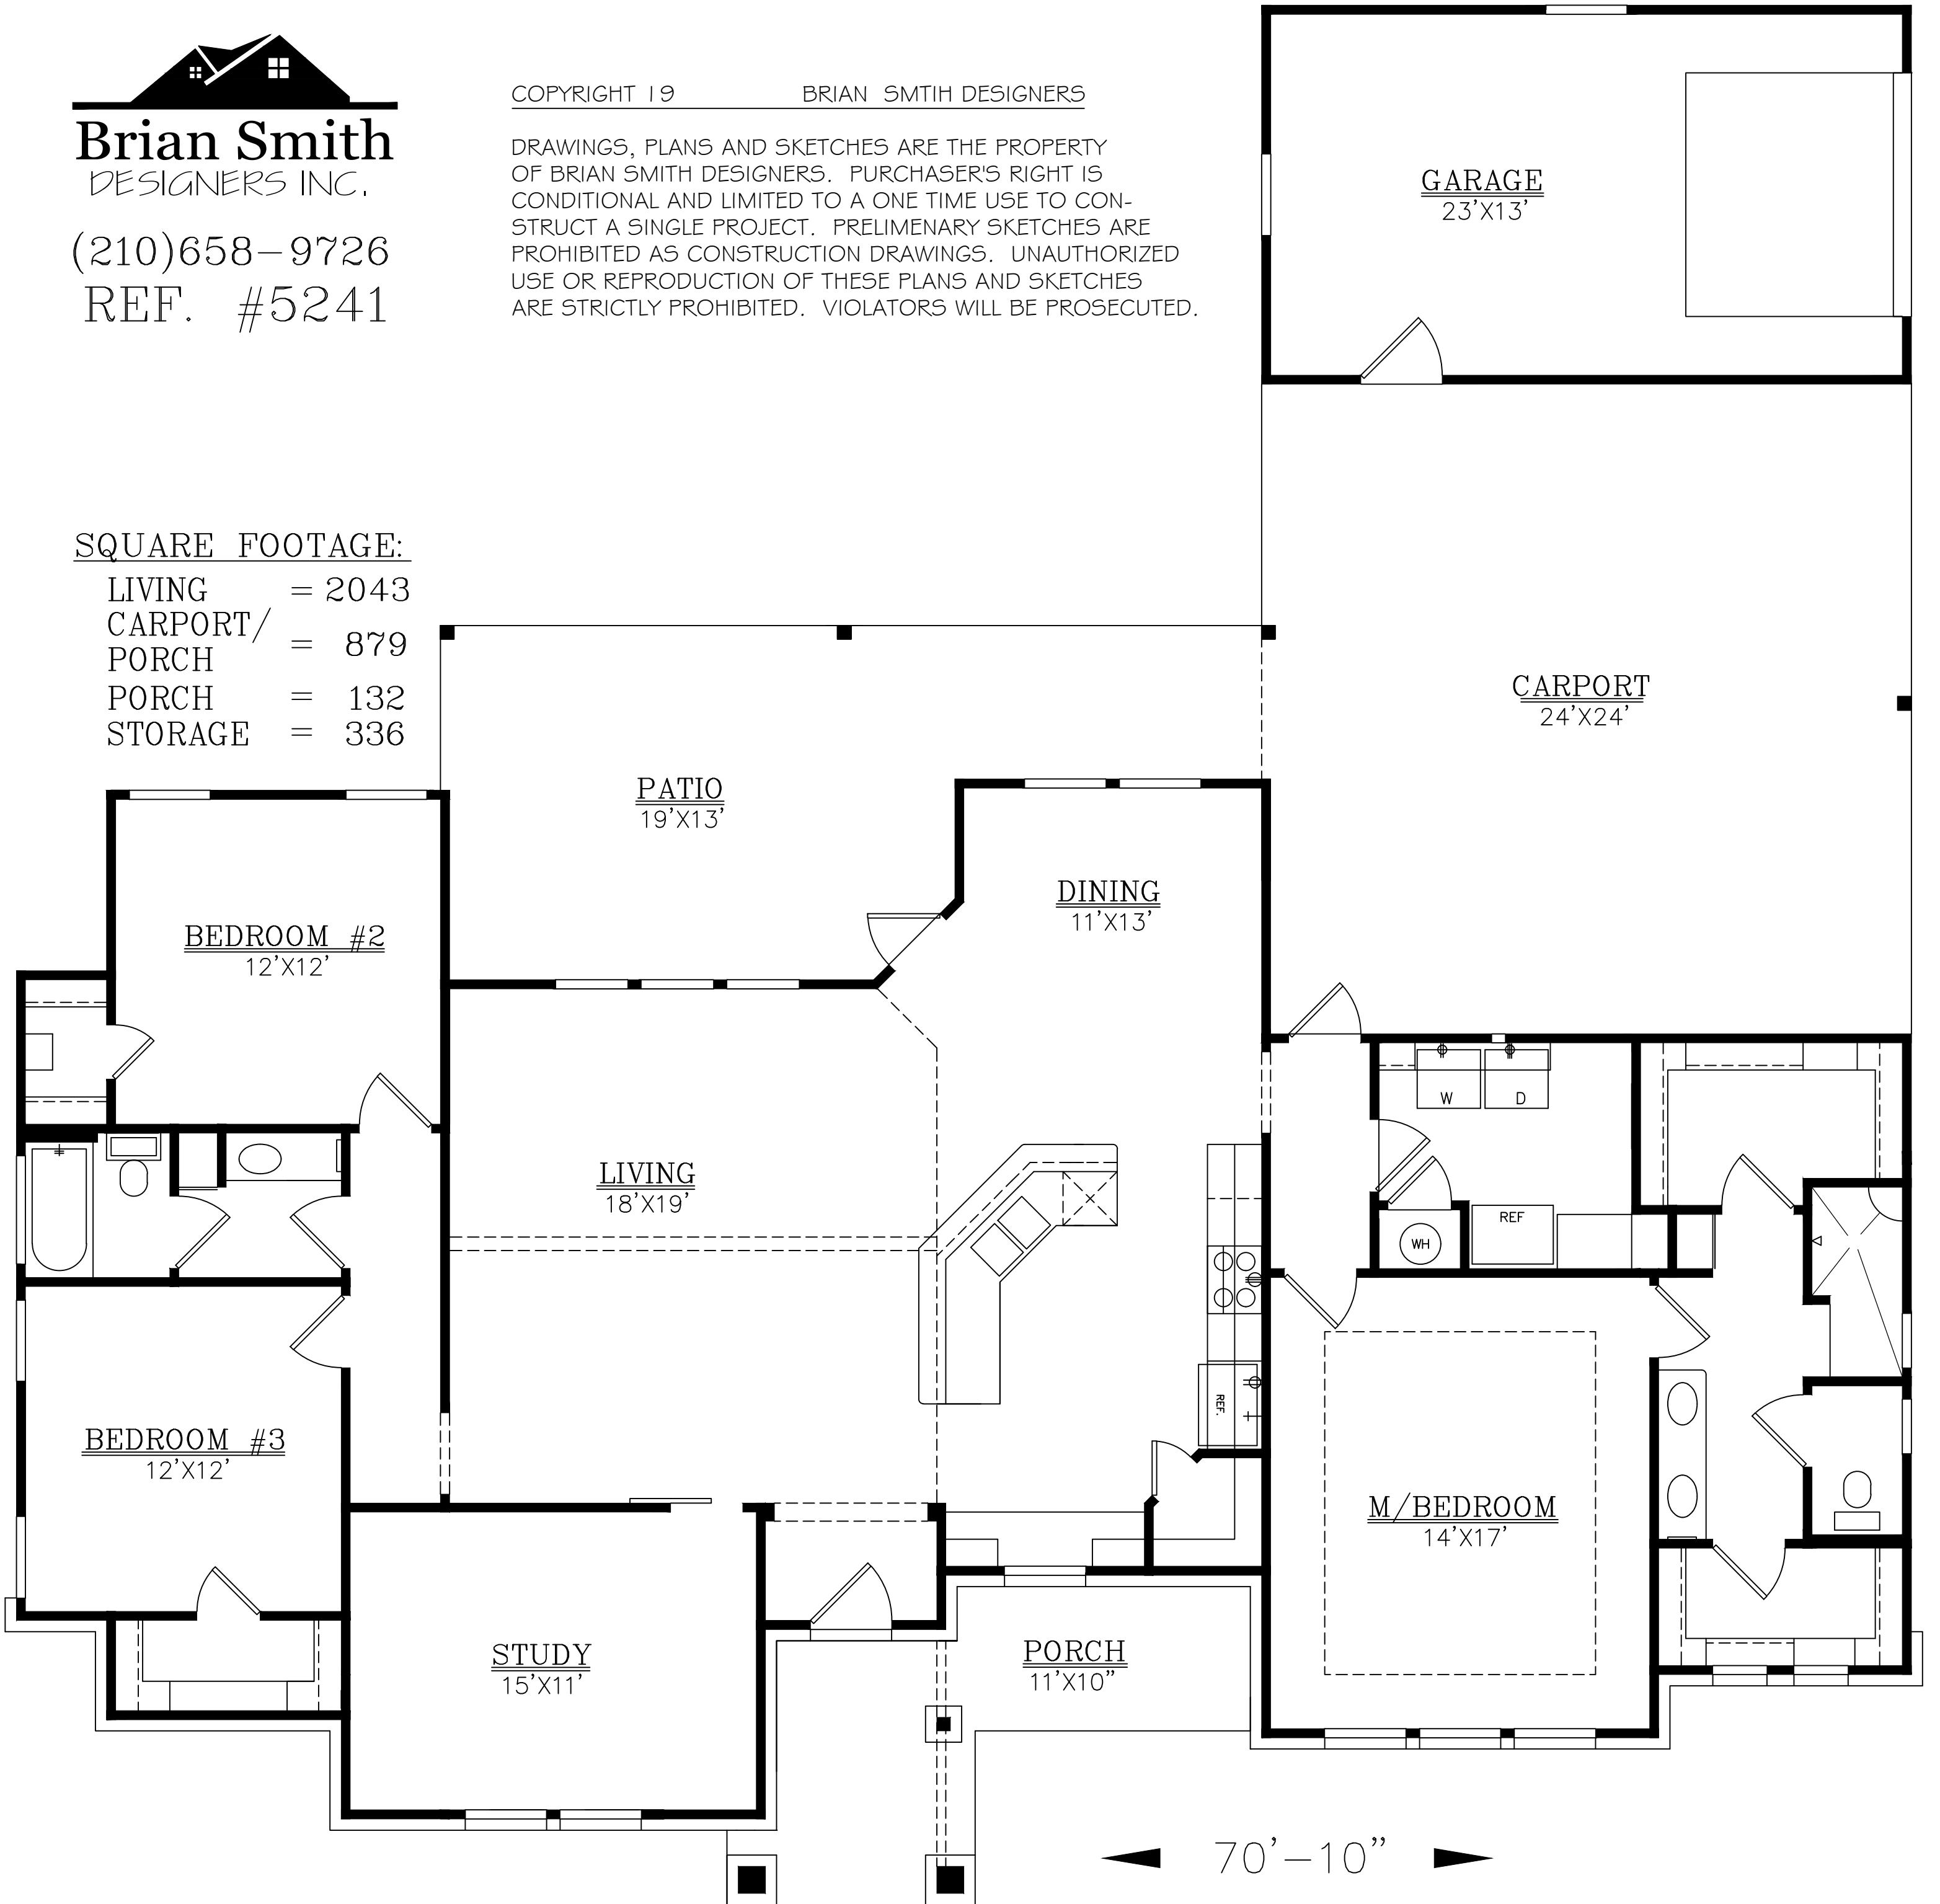 Brian Smith
DESIGNERS INC.
(210)658-9726
REF. #5241
COPYRIGHT 19 BRIAN SMTIH DESIGNERS
DRAWINGS, PLANS AND SKETCHES ARE THE PROPERTY
OF BRIAN SMITH DESIGNERS. PURCHASER'S RIGHT IS
CONDITIONAL AND LIMITED TO A ONE TIME USE TO CON-
STRUCT A SINGLE PROJECT. PRELIMENARY SKETCHES ARE
PROHIBITED AS CONSTRUCTION DRAWINGS. UNAUTHORIZED
USE OR REPRODUCTION OF THESE PLANS AND SKETCHES
ARE STRICTLY PROHIBITED. VIOLATORS WILL BE PROSECUTED.
GARAGE
23'X13'
SQUARE FOOTAGE:
LIVING = 2043
CARPORT/
PORCH = 879
PORCH = 132
STORAGE = 336
CARPORT
24'X24'
PATIO
19'X13'
DINING
11'X13'
BEDROOM #2
12'X12'
W
D
LIVING
18'X19'
REF
WH
REF.
BEDROOM #3
12'X12'
M/BEDROOM
14'X17'
STUDY
15'X11'
PORCH
11'X10"
70'-10"